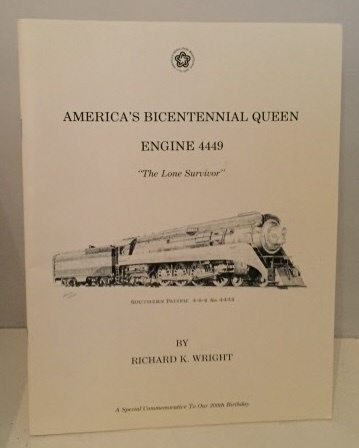 AMERICA'S BICENTENNIAL QUEEN
ENGINE 4449
"The Lone Survivor"
SOUTHERN PACIFIC 4-8-4 No. 4449
BY
RICHARD K. WRIGHT
A Special Commemorative To Our 200th Birthday